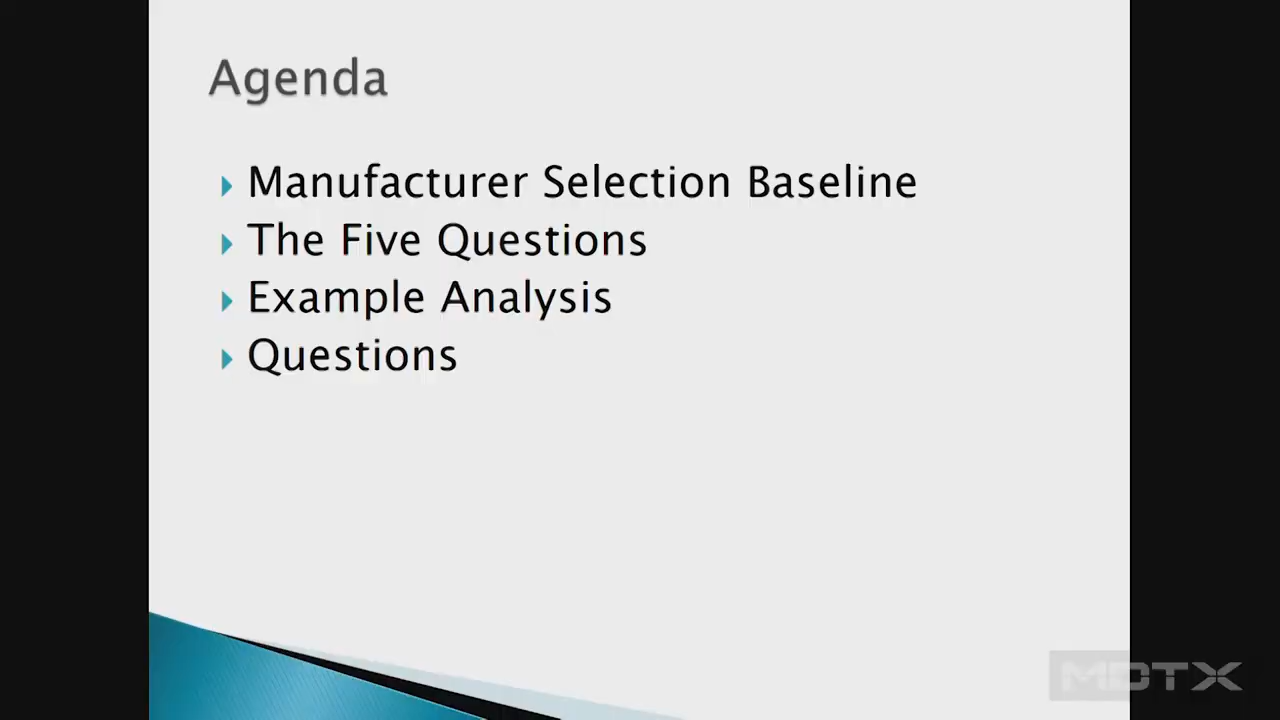 Agenda
Manufacturer Selection Baseline
The Five Questions
Example Analysis
Questions
MDTX